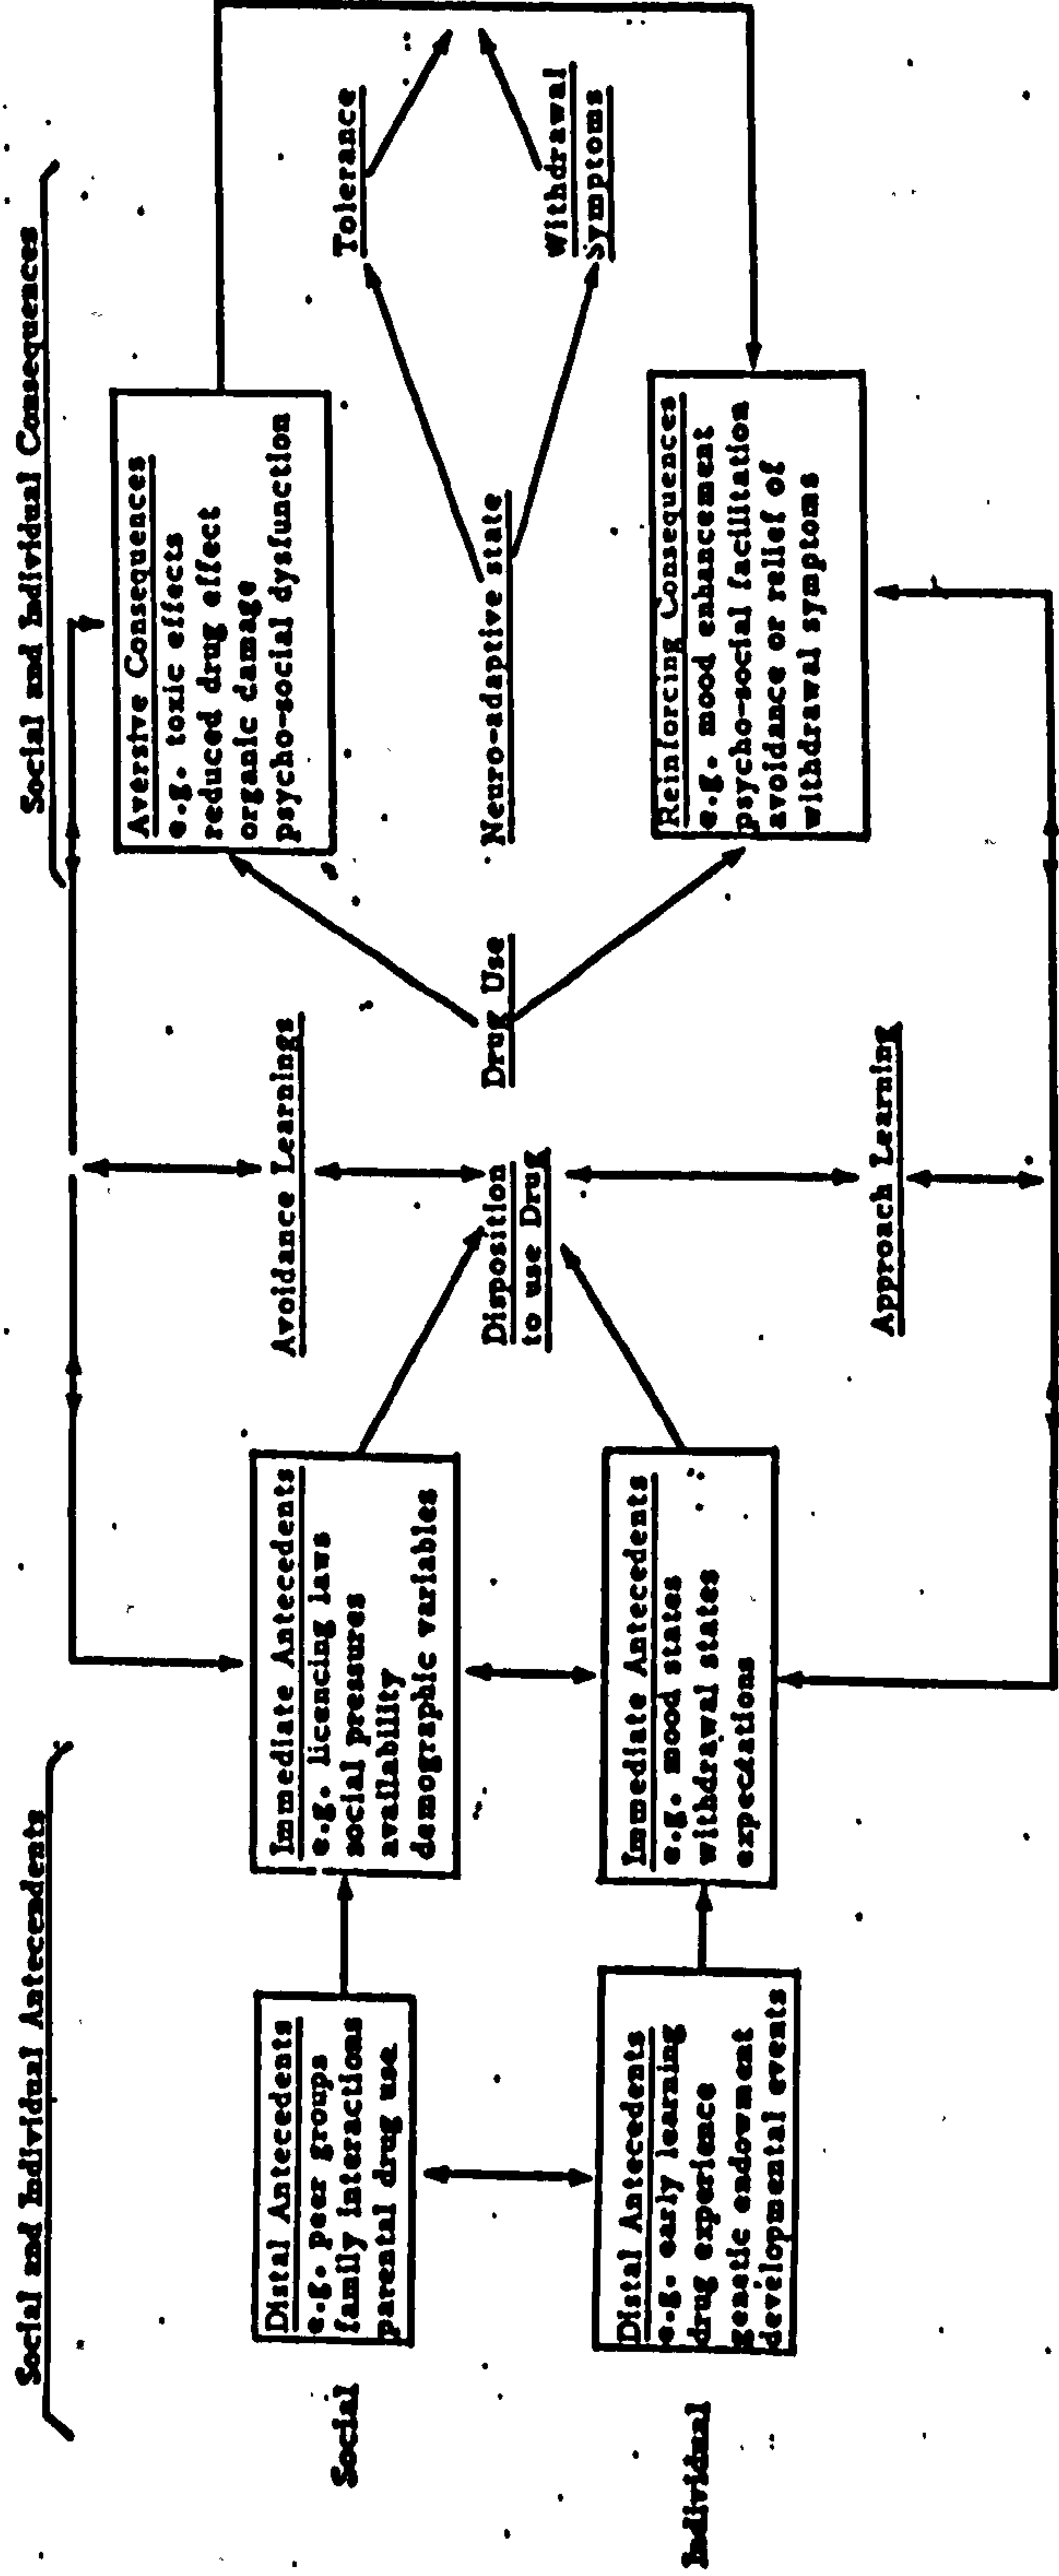 Social and Individual Antecendents
Social and Individual Consequences
Social
Distal Antecedents
e.g. peer groups
family interactions
parental drug use
Immediate Antecedents
e.g. licencing laws
social pressures
availability
demographic variables
Avoidance Learnings
Aversive Consequences
e.g. toxic effects
reduced drug effect
organic damage
psycho-social dysfunction
Tolerance
Disposition
to use Drug
Drug Use
Neuro-adaptive state
Withdrawal
Symptoms
Individual
Distal Antecedents
e.g. early learning
drug experience
genetic endowment
developmental events
Immediate Antecedents
e.g. mood states
withdrawal states
expectations
Approach Learning
Reinforcing Consequences
e.g. mood enhancement
psycho-social facilitation
avoidance or relief of
withdrawal symptoms